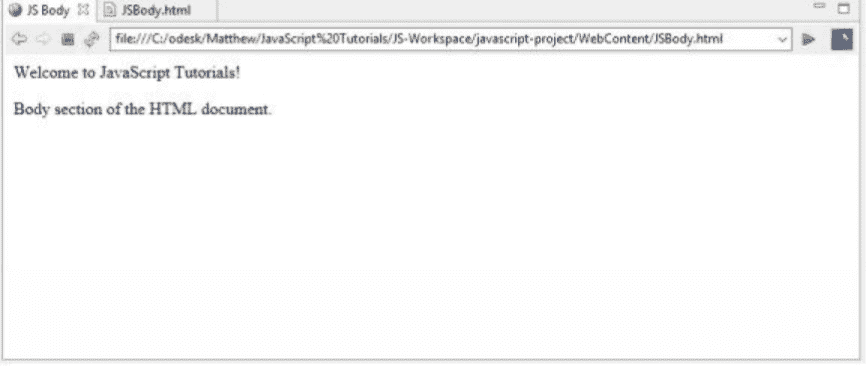 JS Body JSBody.html
file:///C:/odesk/Matthew/JavaScript%20Tutorials/JS-Workspace/javascript-project/WebContent/JSBody.html
Welcome to JavaScript Tutorials!
Body section of the HTML document.